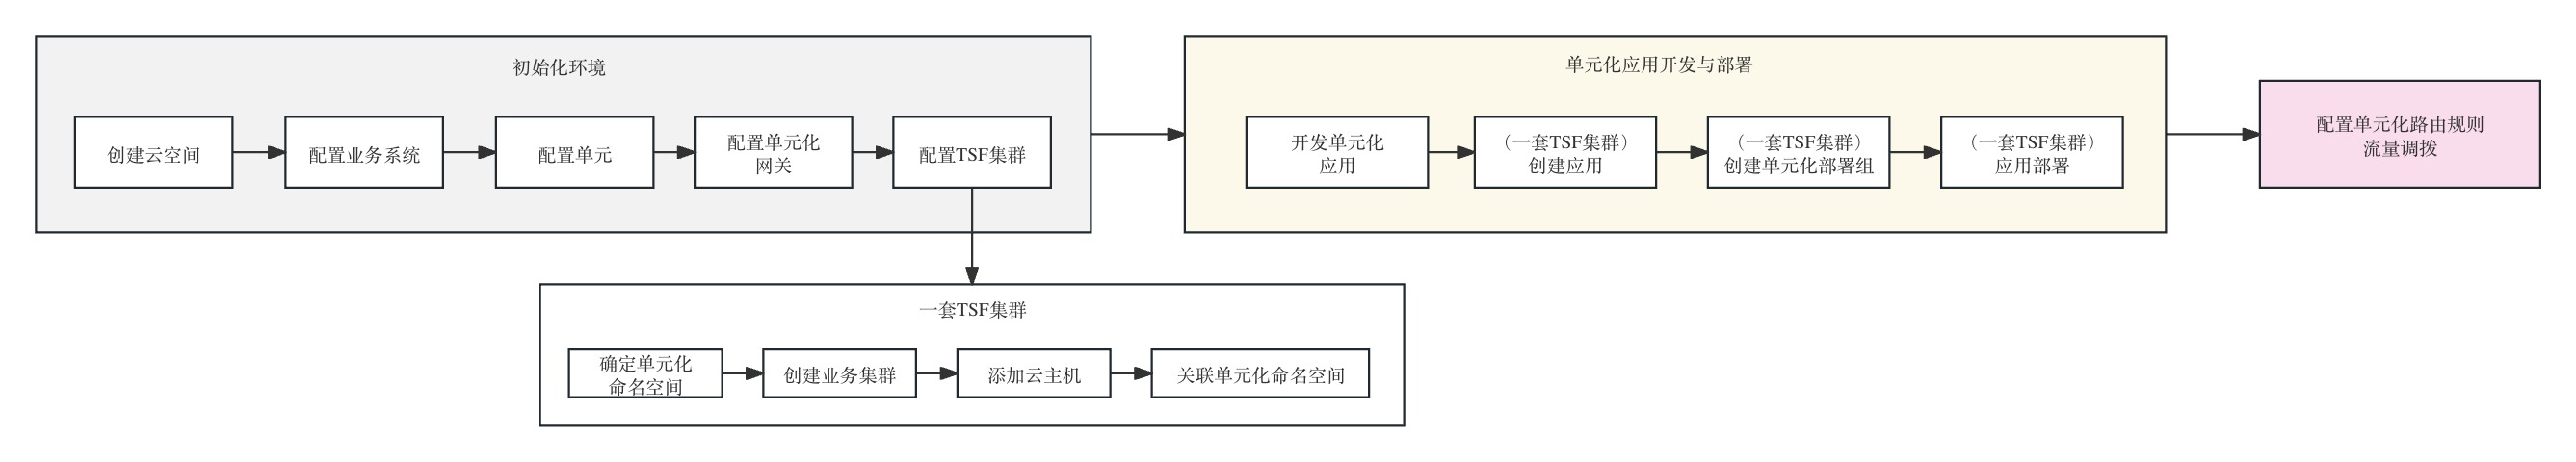 初始化环境
创建云空间
配置业务系统
配置单元
配置单元化
网关
配置TSF集群
单元化应用开发与部署
开发单元化
应用
（一套TSF集群）
创建应用
（一套TSF集群）
创建单元化部署组
（一套TSF集群）
应用部署
配置单元化路由规则
流量调拨
一套TSF集群
确定单元化
命名空间
创建业务集群
添加云主机
关联单元化命名空间